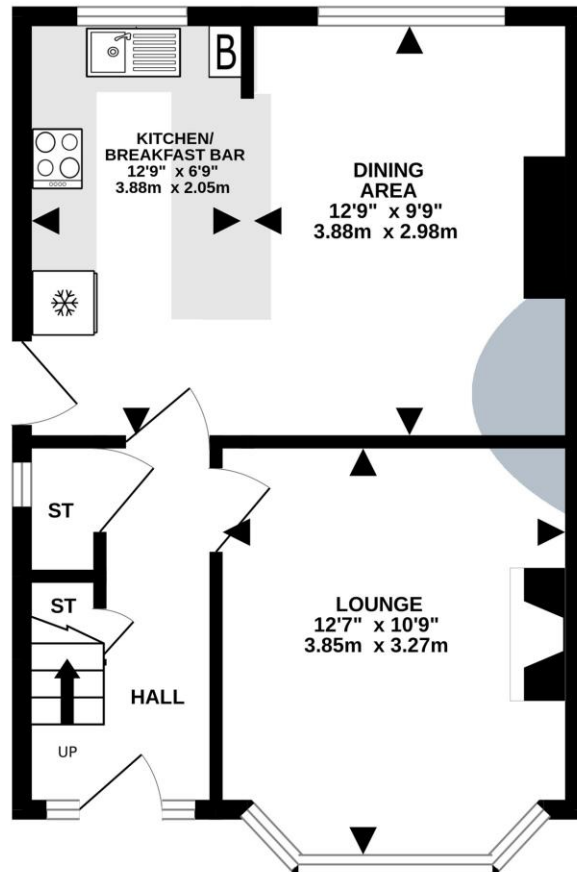 B
KITCHEN/
BREAKFAST BAR
12'9" x 6'9"
3.88m x 2.05m
DINING
AREA
12'9" x 9'9"
3.88m x 2.98m
ST
ST
LOUNGE
12'7" x 10'9"
3.85m x 3.27m
HALL
UP